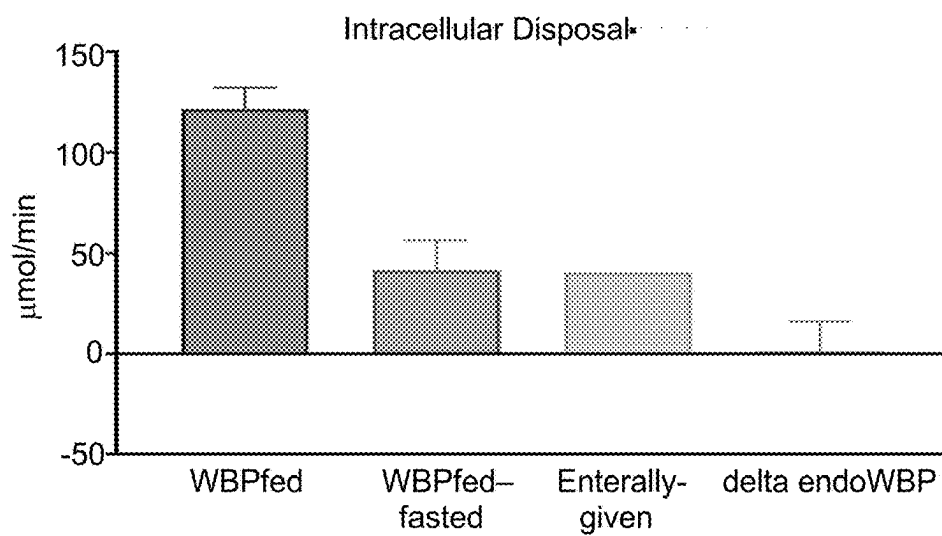 Intracellular Disposal
150
100
50
0
-50
µmol/min
WBPfed
WBPfed–
fasted
Enterally-
given
delta endoWBP